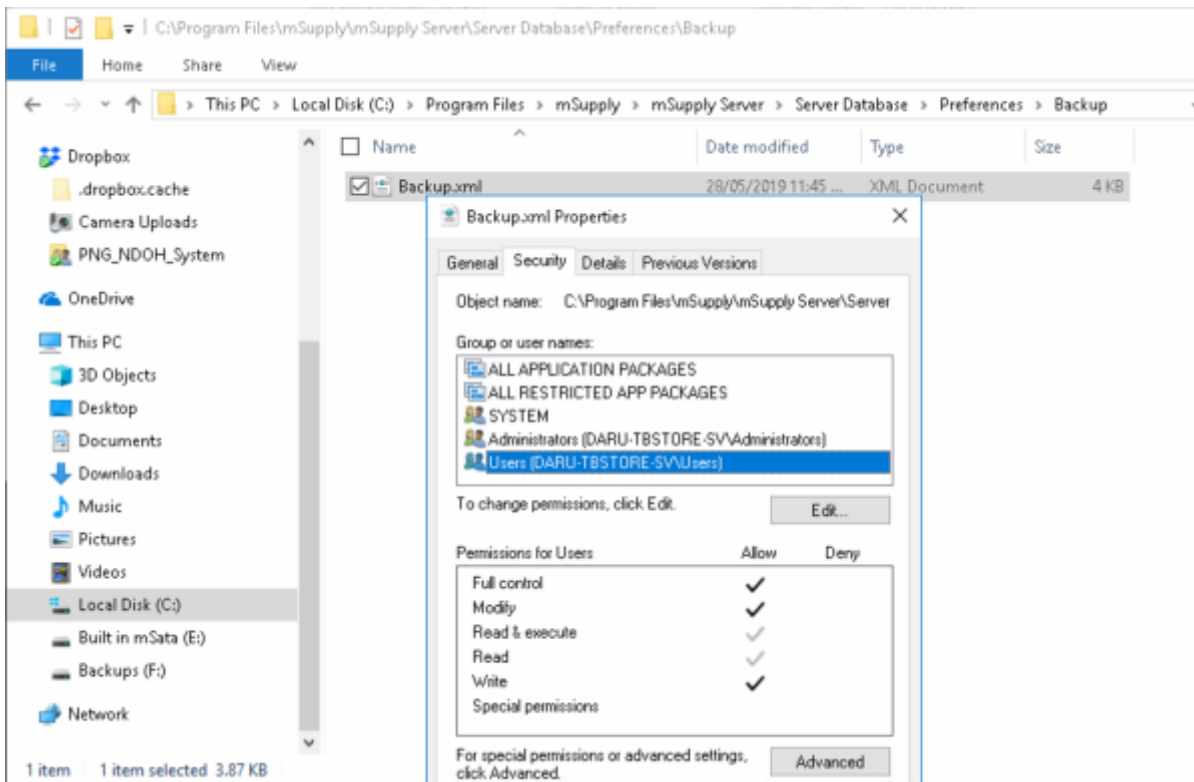 C:\Program Files\mSupply\mSupply Server\Server Database\Preferences\Backup
File Home Share View
This PC > Local Disk (C:) > Program Files > mSupply > mSupply Server > Server Database > Preferences > Backup
Name Date modified Type Size
Dropbox
.dropbox.cache
Camera Uploads
PNG_NDOH_System
OneDrive
This PC
3D Objects
Desktop
Documents
Downloads
Music
Pictures
Videos
Local Disk (C:)
Built in mSata (E:)
Backups (F:)
Network
1 item 1 item selected 3.87 KB
Backup.xml 28/05/2019 11:45 ... XML Document 4 KB
Backup.xml Properties
General Security Details Previous Versions
Object name: C:\Program Files\mSupply\mSupply Server\Server
Group or user names:
ALL APPLICATION PACKAGES
ALL RESTRICTED APP PACKAGES
SYSTEM
Administrators (DARU-TBSTORE-SV\Administrators)
Users (DARU-TBSTORE-SV\Users)
To change permissions, click Edit.
Edit...
Permissions for Users Allow Deny
Full control
Modify
Read & execute
Read
Write
Special permissions
For special permissions or advanced settings,
click Advanced.
Advanced